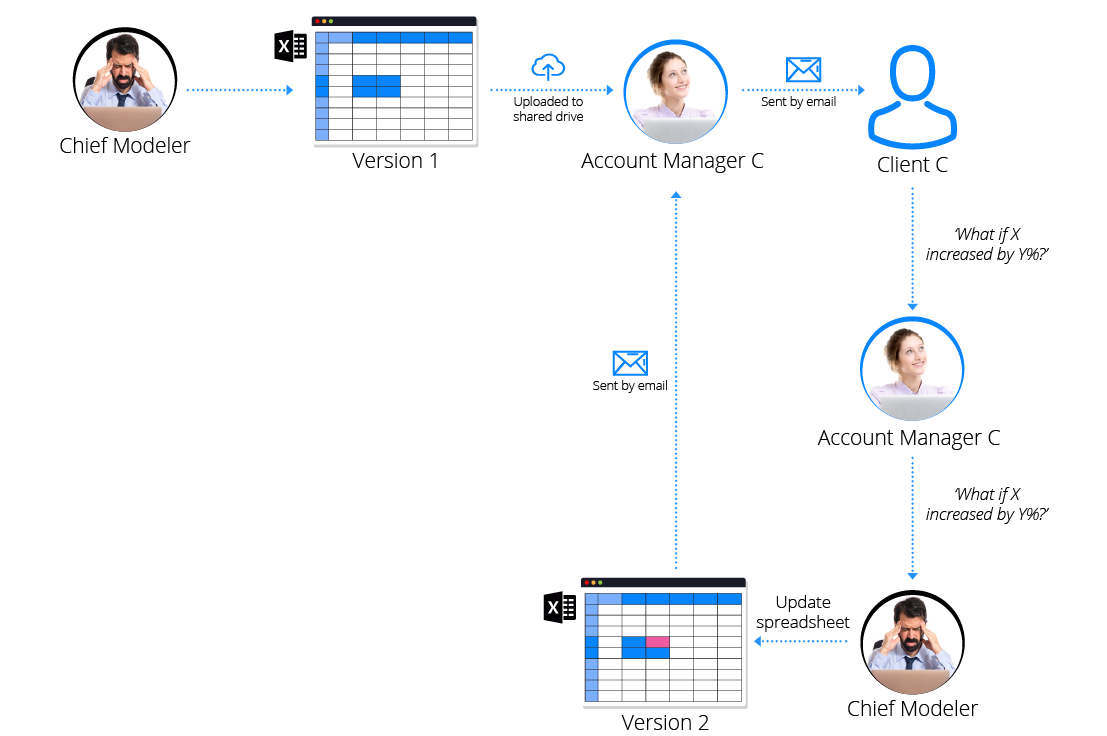 Chief Modeler
X
Version 1
Uploaded to
shared drive
Account Manager C
Sent by email
Client C
‘What if X
increased by Y%?’
Account Manager C
Sent by email
‘What if X
increased by Y%?’
Chief Modeler
Update
spreadsheet
X
Version 2